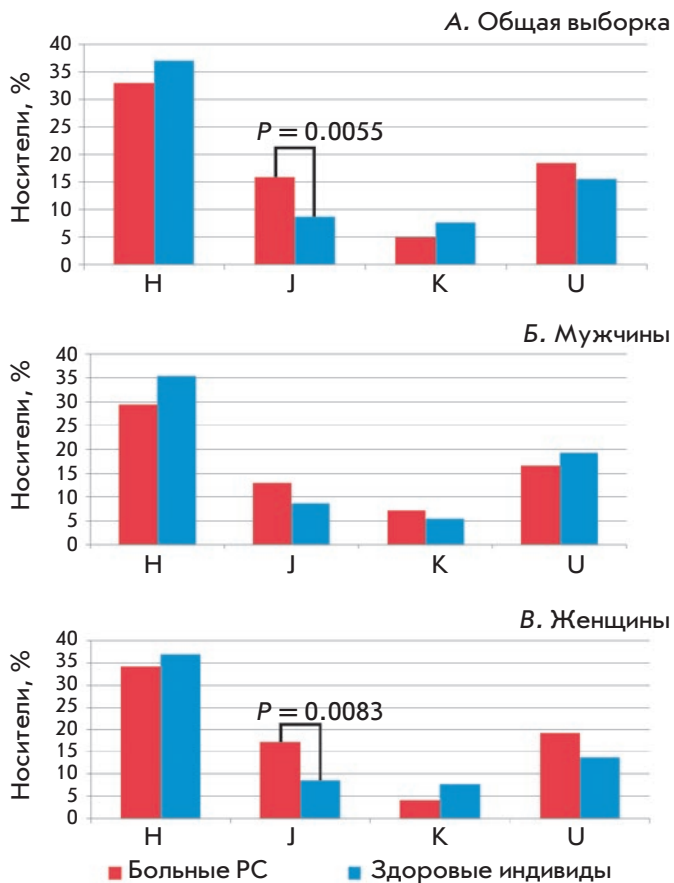 А. Общая выборка
Носители, %
40
35
30
25
20
15
10
5
0
P = 0.0055
H J K U
Б. Мужчины
Носители, %
40
35
30
25
20
15
10
5
0
H J K U
В. Женщины
Носители, %
40
35
30
25
20
15
10
5
0
P = 0.0083
H J K U
Больные РС Здоровые индивиды